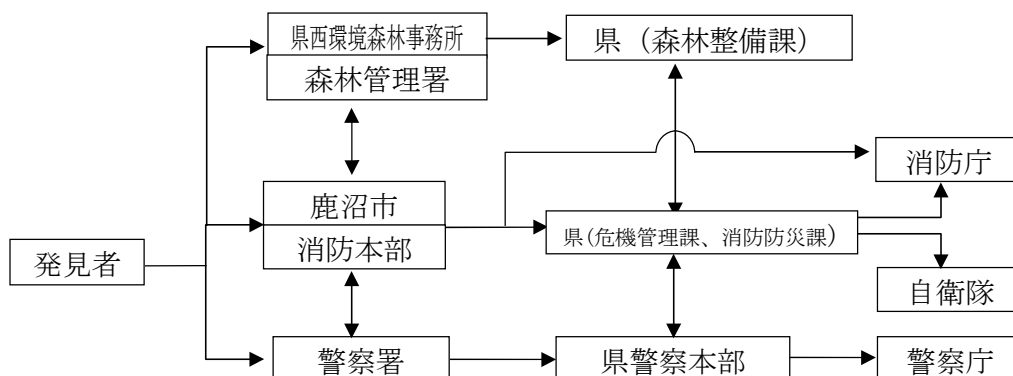 県西環境森林事務所
県（森林整備課）
森林管理署
消防庁
鹿沼市
県（危機管理課、消防防災課）
消防本部
発見者
自衛隊
警察署
県警察本部
警察庁